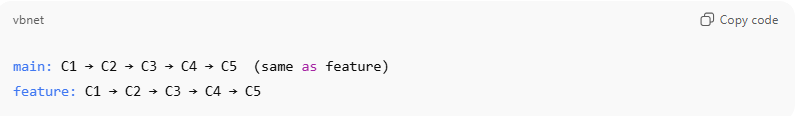 vbnet
Copy code
main: C1 → C2 → C3 → C4 → C5  (same as feature)
feature: C1 → C2 → C3 → C4 → C5